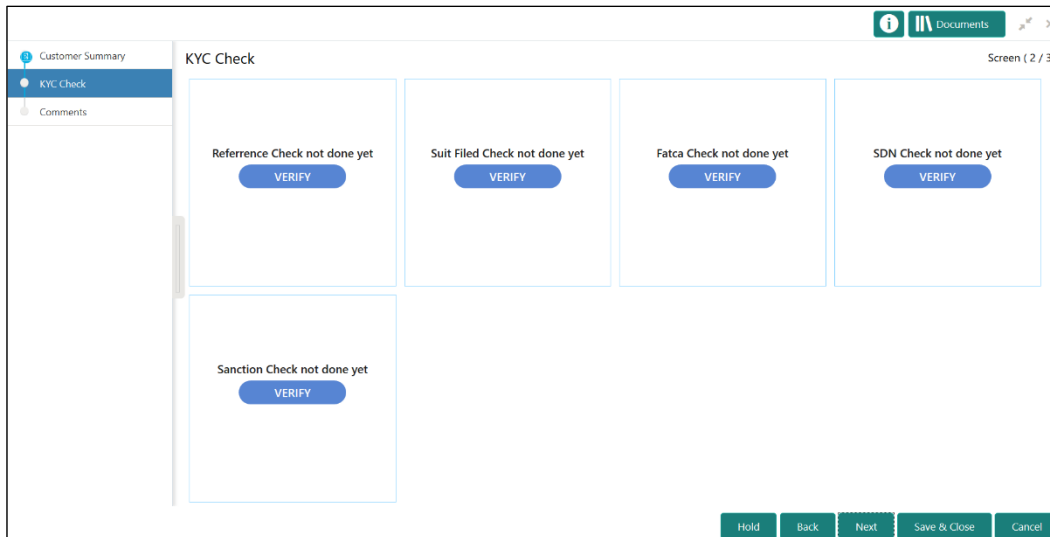 Documents
Customer Summary
KYC Check
Comments
KYC Check
Screen ( 2 / 3
Referrence Check not done yet
VERIFY
Suit Filed Check not done yet
VERIFY
Fatca Check not done yet
VERIFY
SDN Check not done yet
VERIFY
Sanction Check not done yet
VERIFY
Hold
Back
Next
Save & Close
Cancel